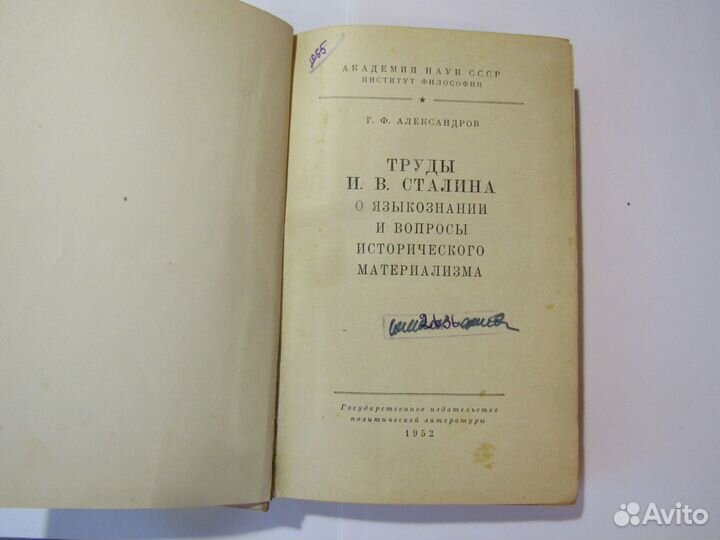 1955
АКАДЕМИЯ НАУК СССР
ИНСТИТУТ ФИЛОСОФИИ
Г. Ф. АЛЕКСАНДРОВ
ТРУДЫ
И. В. СТАЛИНА
О ЯЗЫКОЗНАНИИ
И ВОПРОСЫ
ИСТОРИЧЕСКОГО
МАТЕРИАЛИЗМА
Государственное издательство
политической литературы
1952
Avito